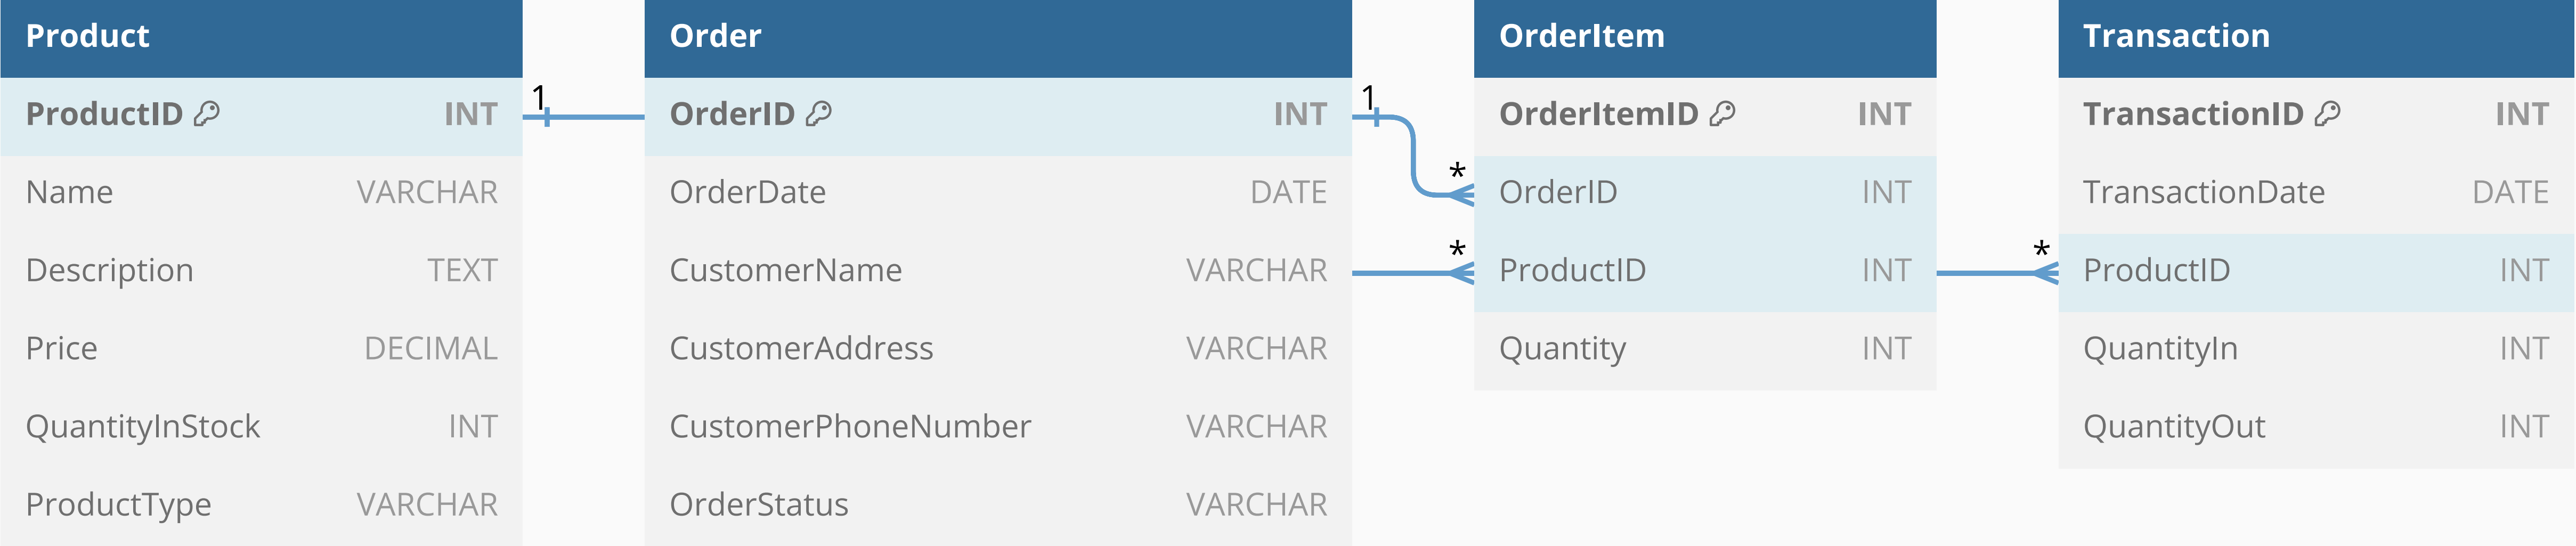 Product
ProductID INT
Name VARCHAR
Description TEXT
Price DECIMAL
QuantityInStock INT
ProductType VARCHAR
1
Order
OrderID INT
OrderDate DATE
CustomerName VARCHAR
CustomerAddress VARCHAR
CustomerPhoneNumber VARCHAR
OrderStatus VARCHAR
1
*
*
OrderItem
OrderItemID INT
OrderID INT
ProductID INT
Quantity INT
*
Transaction
TransactionID INT
TransactionDate DATE
ProductID INT
QuantityIn INT
QuantityOut INT